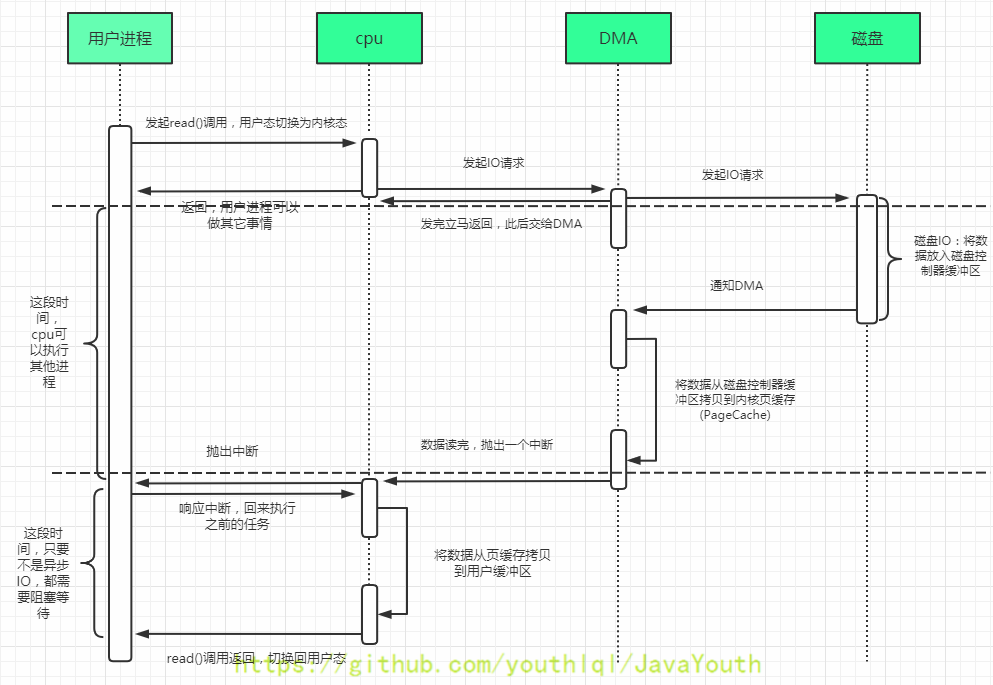 用户进程
cpu
DMA
磁盘
发起read()调用，用户态切换为内核态
发起IO请求
发起IO请求
返回，用户进程可以
做其它事情
发完立马返回，此后交给DMA
磁盘IO：将数
据放入磁盘控
制器缓冲区
通知DMA
这段时
间，
cpu可
以执行
其他进
程
将数据从磁盘控制器缓
冲区拷贝到内核页缓存
(PageCache)
抛出中断
数据读完，抛出一个中断
响应中断，回来执行
之前的任务
这段时
间，只要
不是异步
IO，都需
要阻塞等
待
将数据从页缓存拷贝
到用户缓冲区
read()调用返回，切换回用户态
https://github.com/youthlql/JavaYouth